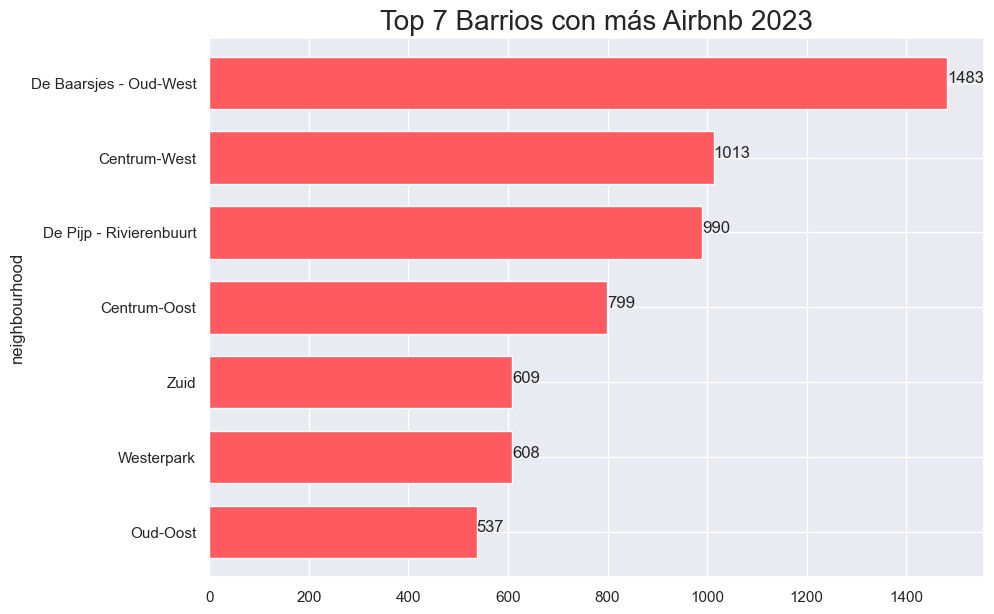 Top 7 Barrios con más Airbnb 2023
neighbourhood
De Baarsjes - Oud-West
1483
Centrum-West
1013
De Pijp - Rivierenbuurt
990
Centrum-Oost
799
Zuid
609
Westerpark
608
Oud-Oost
537
0 200 400 600 800 1000 1200 1400